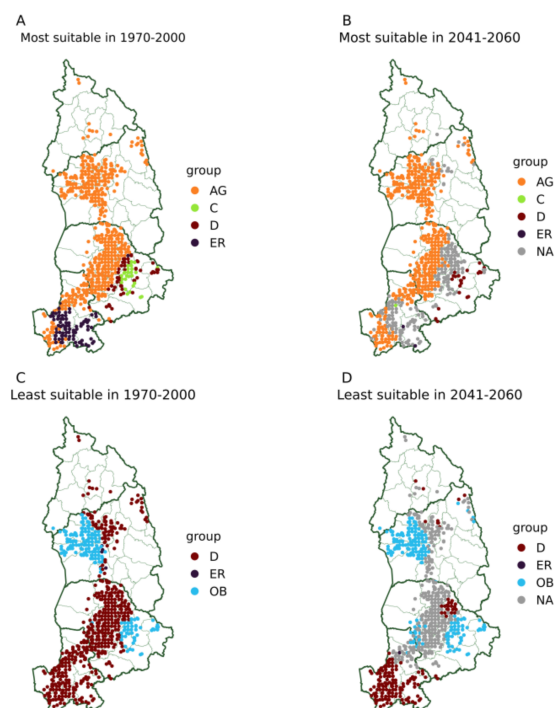 A
Most suitable in 1970-2000
group
AG
C
D
ER
B
Most suitable in 2041-2060
group
AG
C
D
ER
NA
C
Least suitable in 1970-2000
group
D
ER
OB
D
Least suitable in 2041-2060
group
D
ER
OB
NA